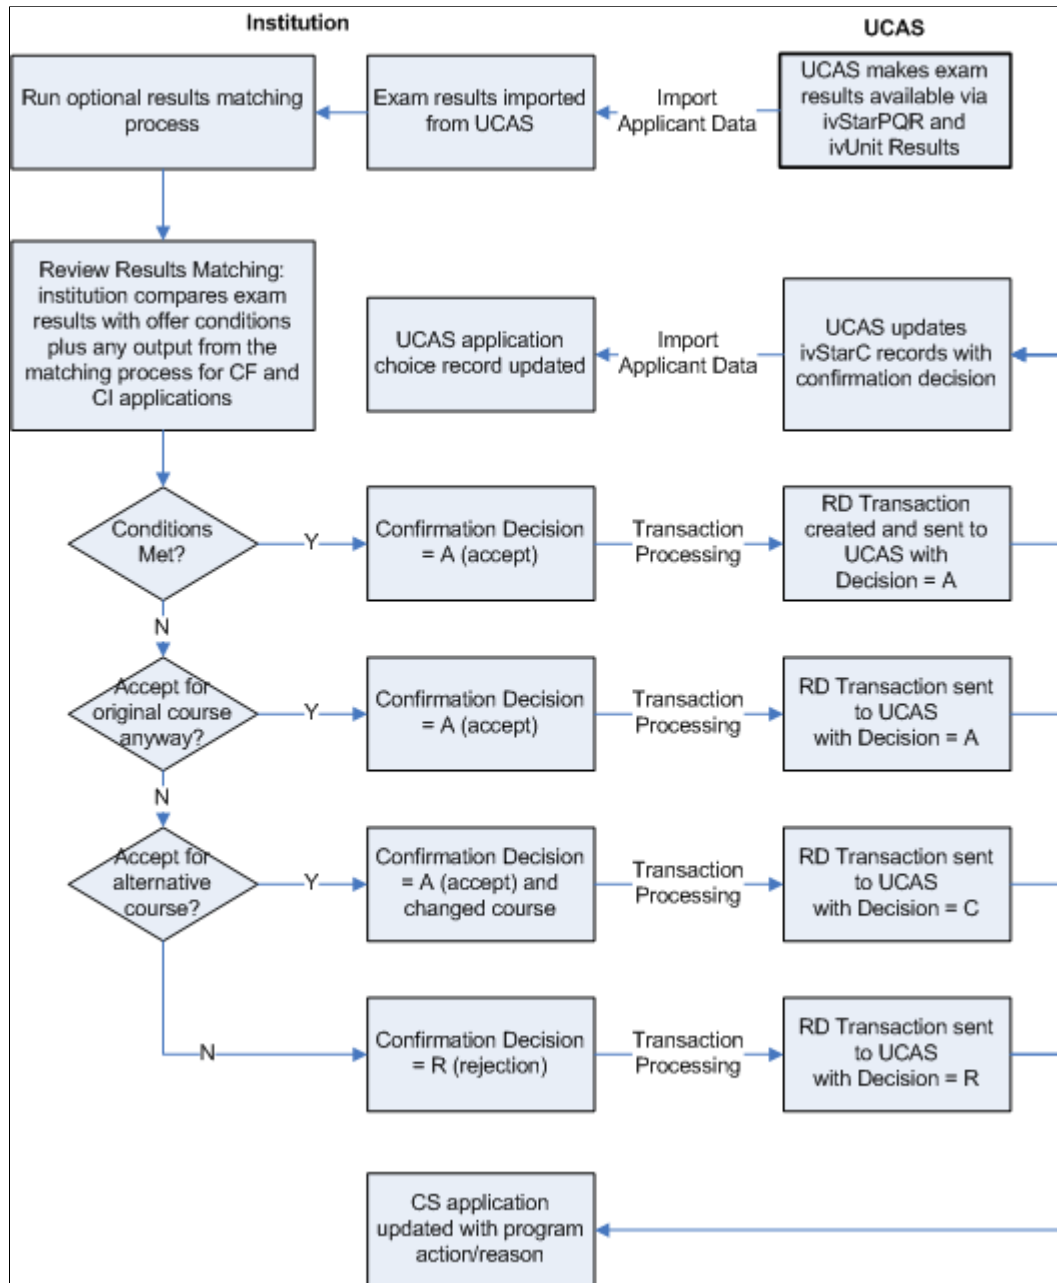 Institution
UCAS
Run optional results matching
process
Exam results imported
from UCAS
Import
Applicant Data
UCAS makes exam
results available via
ivStarPQR and
ivUnit Results
Review Results Matching:
institution compares exam
results with offer conditions
plus any output from the
matching process for CF and
CI applications
UCAS application
choice record updated
Import
Applicant Data
UCAS updates
ivStarC records with
confirmation decision
Conditions
Met?
Y
Confirmation Decision
= A (accept)
Transaction
Processing
RD Transaction
created and sent to
UCAS with
Decision = A
N
Accept for
original course
anyway?
Y
Confirmation Decision
= A (accept)
Transaction
Processing
RD Transaction sent
to UCAS
with Decision = A
N
Accept for
alternative
course?
Y
Confirmation Decision
= A (accept) and
changed course
Transaction
Processing
RD Transaction sent
to UCAS
with Decision = C
N
Confirmation Decision
= R (rejection)
Transaction
Processing
RD Transaction sent
to UCAS
with Decision = R
CS application
updated with program
action/reason